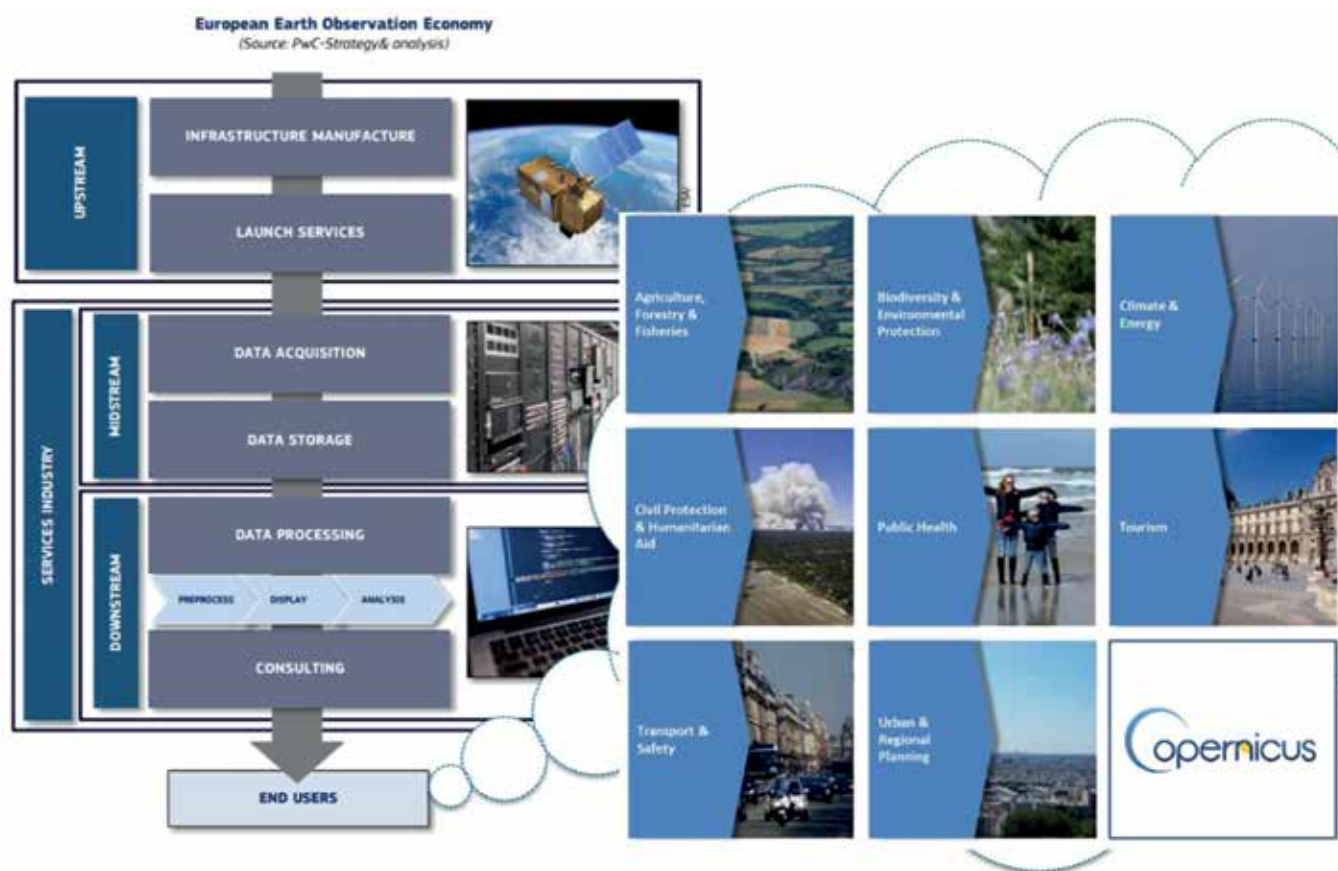 European Earth Observation Economy
(Source: PwC-Strategy& analysis)
UPSTREAM
INFRASTRUCTURE MANUFACTURE
LAUNCH SERVICES
SERVICES INDUSTRY
MIDSTREAM
DATA ACQUISITION
DATA STORAGE
DOWNSTREAM
DATA PROCESSING
PREPROCESS
DISPLAY
ANALYSIS
CONSULTING
END USERS
Agriculture,
Forestry &
Fisheries
Biodiversity &
Environmental
Protection
Climate &
Energy
Civil Protection
& Humanitarian
Aid
Public Health
Tourism
Transport &
Safety
Urban &
Regional
Planning
Copernicus